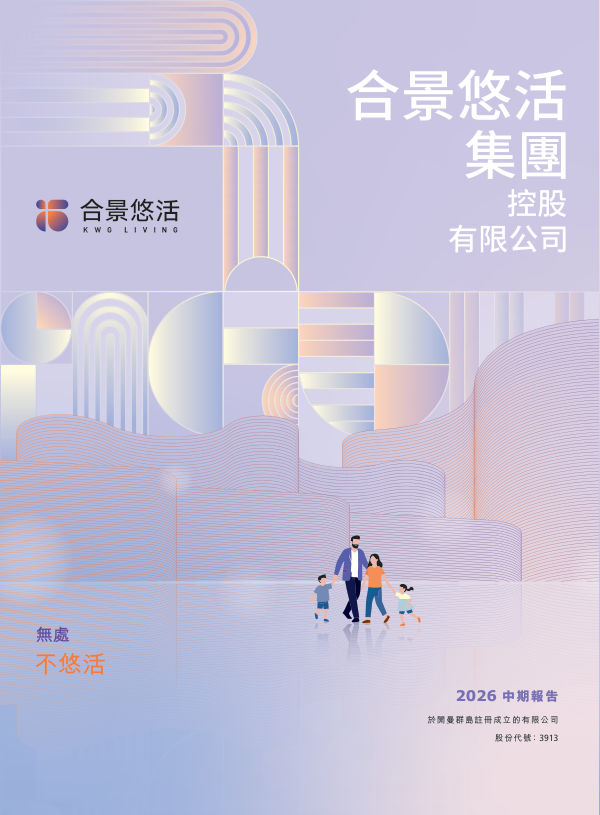 合景悠活
集團
控股
有限公司
合景悠活
KWG LIVING
無處
不悠活
2026 中期報告
於開曼群島註冊成立的有限公司
股份代號：3913